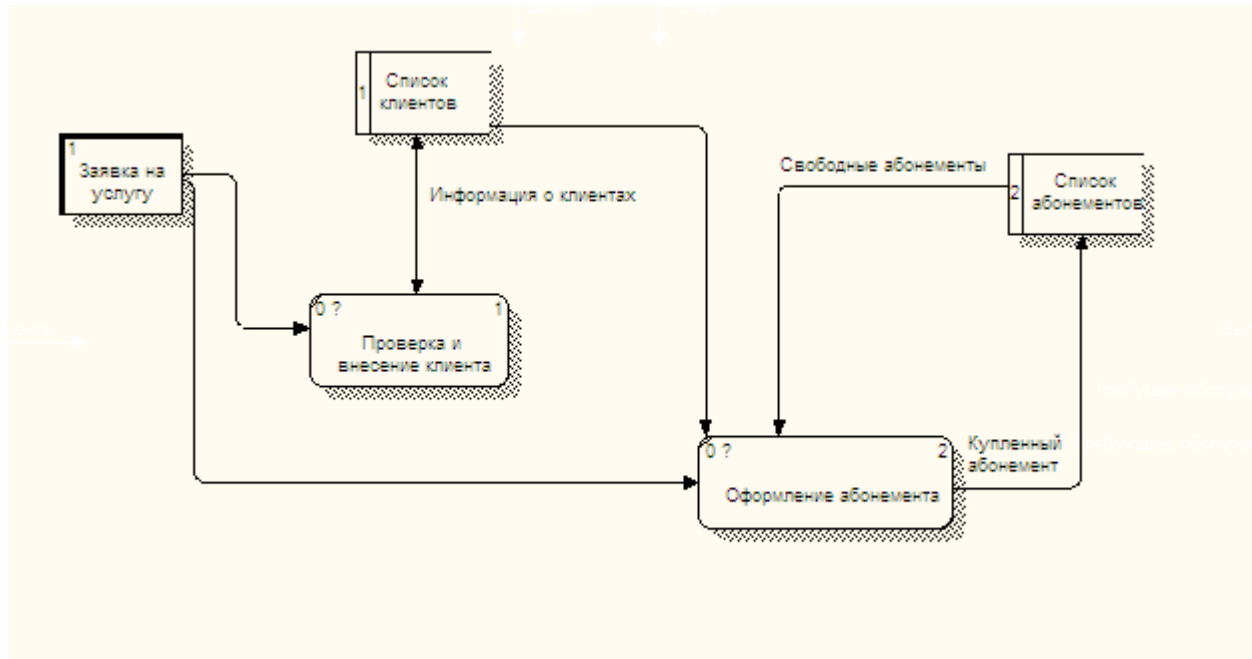 1
Список
клиентов
1
Заявка на
услугу
Свободные абонементы
2
Список
абонементов
Информация о клиентах
0 ?
1
Проверка и
внесение клиента
0 ?
2
Оформление абонемента
Купленный
абонемент